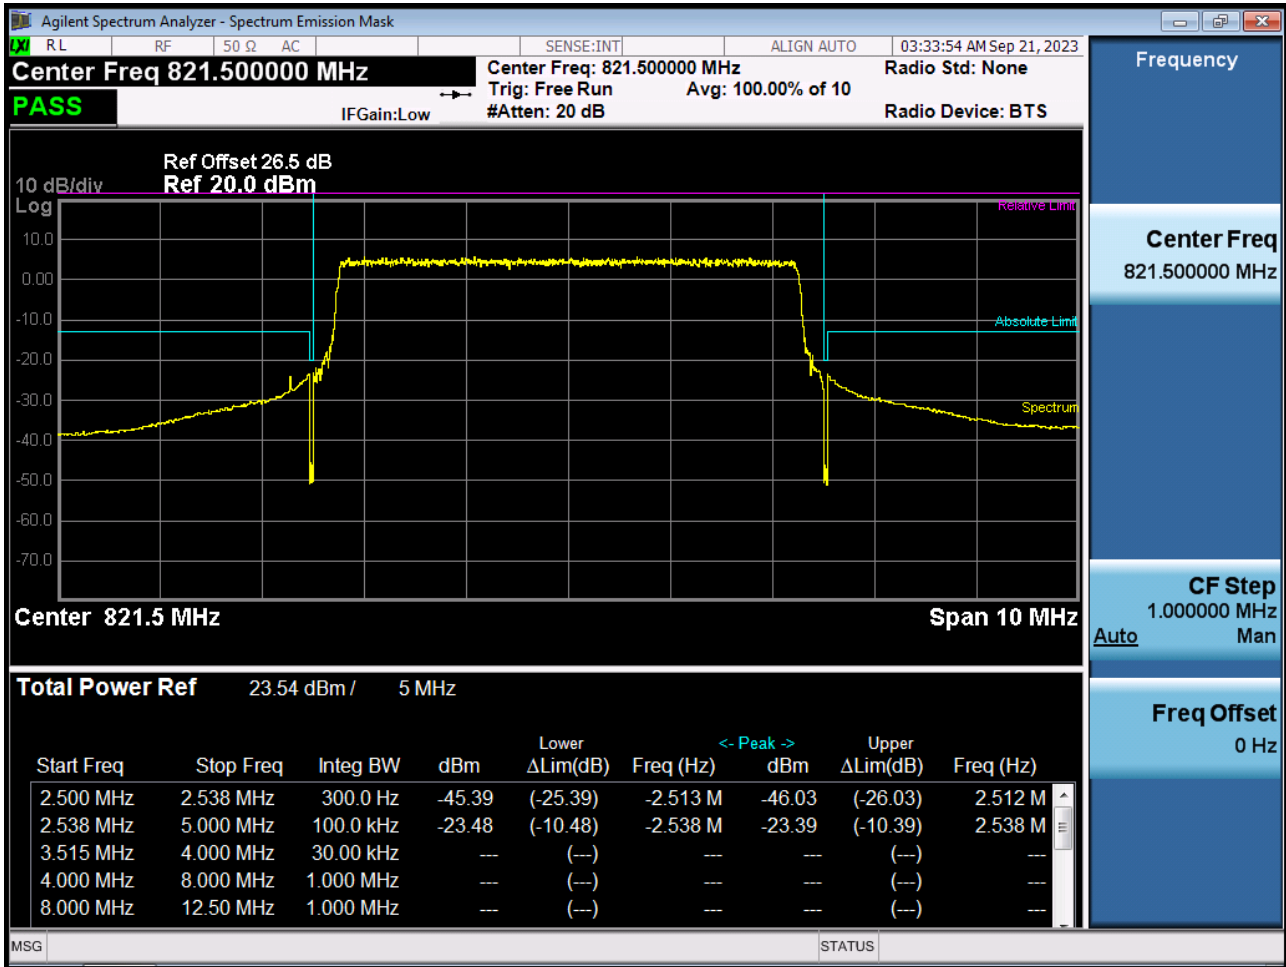 Agilent Spectrum Analyzer - Spectrum Emission Mask
LXI RL RF 50 Ω AC SENSE:INT ALIGN AUTO 03:33:54 AM Sep 21, 2023
Center Freq 821.500000 MHz
Center Freq: 821.500000 MHz Radio Std: None
Trig: Free Run Avg: 100.00% of 10
PASS IFGain:Low #Atten: 20 dB Radio Device: BTS
Ref Offset 26.5 dB
10 dB/div Ref 20.0 dBm
Log
Relative Limit
10.0
0.00
-10.0
Absolute Limit
-20.0
-30.0
Spectrum
-40.0
-50.0
-60.0
-70.0
Center 821.5 MHz Span 10 MHz
Total Power Ref 23.54 dBm / 5 MHz
Lower <- Peak -> Upper
Start Freq Stop Freq Integ BW dBm ΔLim(dB) Freq (Hz) dBm ΔLim(dB) Freq (Hz)
2.500 MHz 2.538 MHz 300.0 Hz -45.39 (-25.39) -2.513 M -46.03 (-26.03) 2.512 M
2.538 MHz 5.000 MHz 100.0 kHz -23.48 (-10.48) -2.538 M -23.39 (-10.39) 2.538 M
3.515 MHz 4.000 MHz 30.00 kHz --- (---) --- --- (---) ---
4.000 MHz 8.000 MHz 1.000 MHz --- (---) --- --- (---) ---
8.000 MHz 12.50 MHz 1.000 MHz --- (---) --- --- (---) ---
MSG STATUS
Frequency
Center Freq
821.500000 MHz
CF Step
1.000000 MHz
Auto Man
Freq Offset
0 Hz